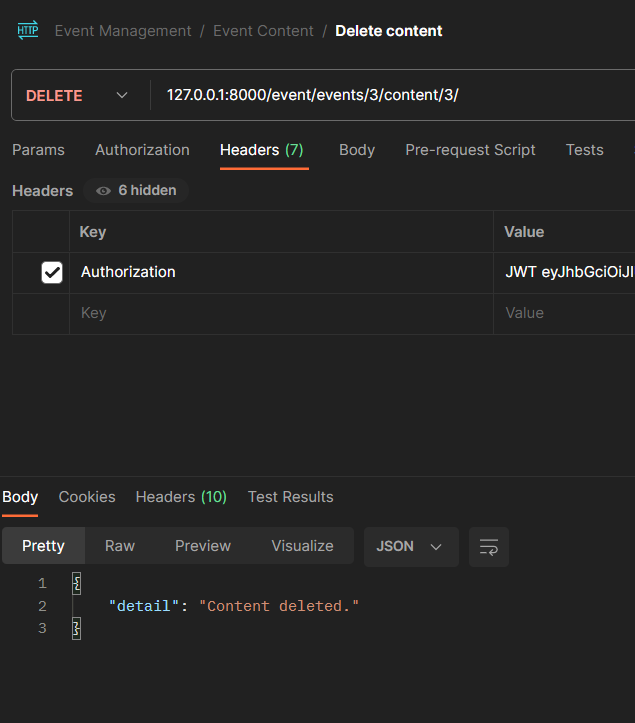 HTTP Event Management / Event Content / Delete content
DELETE 127.0.0.1:8000/event/events/3/content/3/
Params Authorization Headers (7) Body Pre-request Script Tests
Headers 6 hidden
Key Value
Authorization JWT eyJhbGciOiJI
Key Value
Body Cookies Headers (10) Test Results
Pretty Raw Preview Visualize JSON
1 {
2 "detail": "Content deleted."
3 }